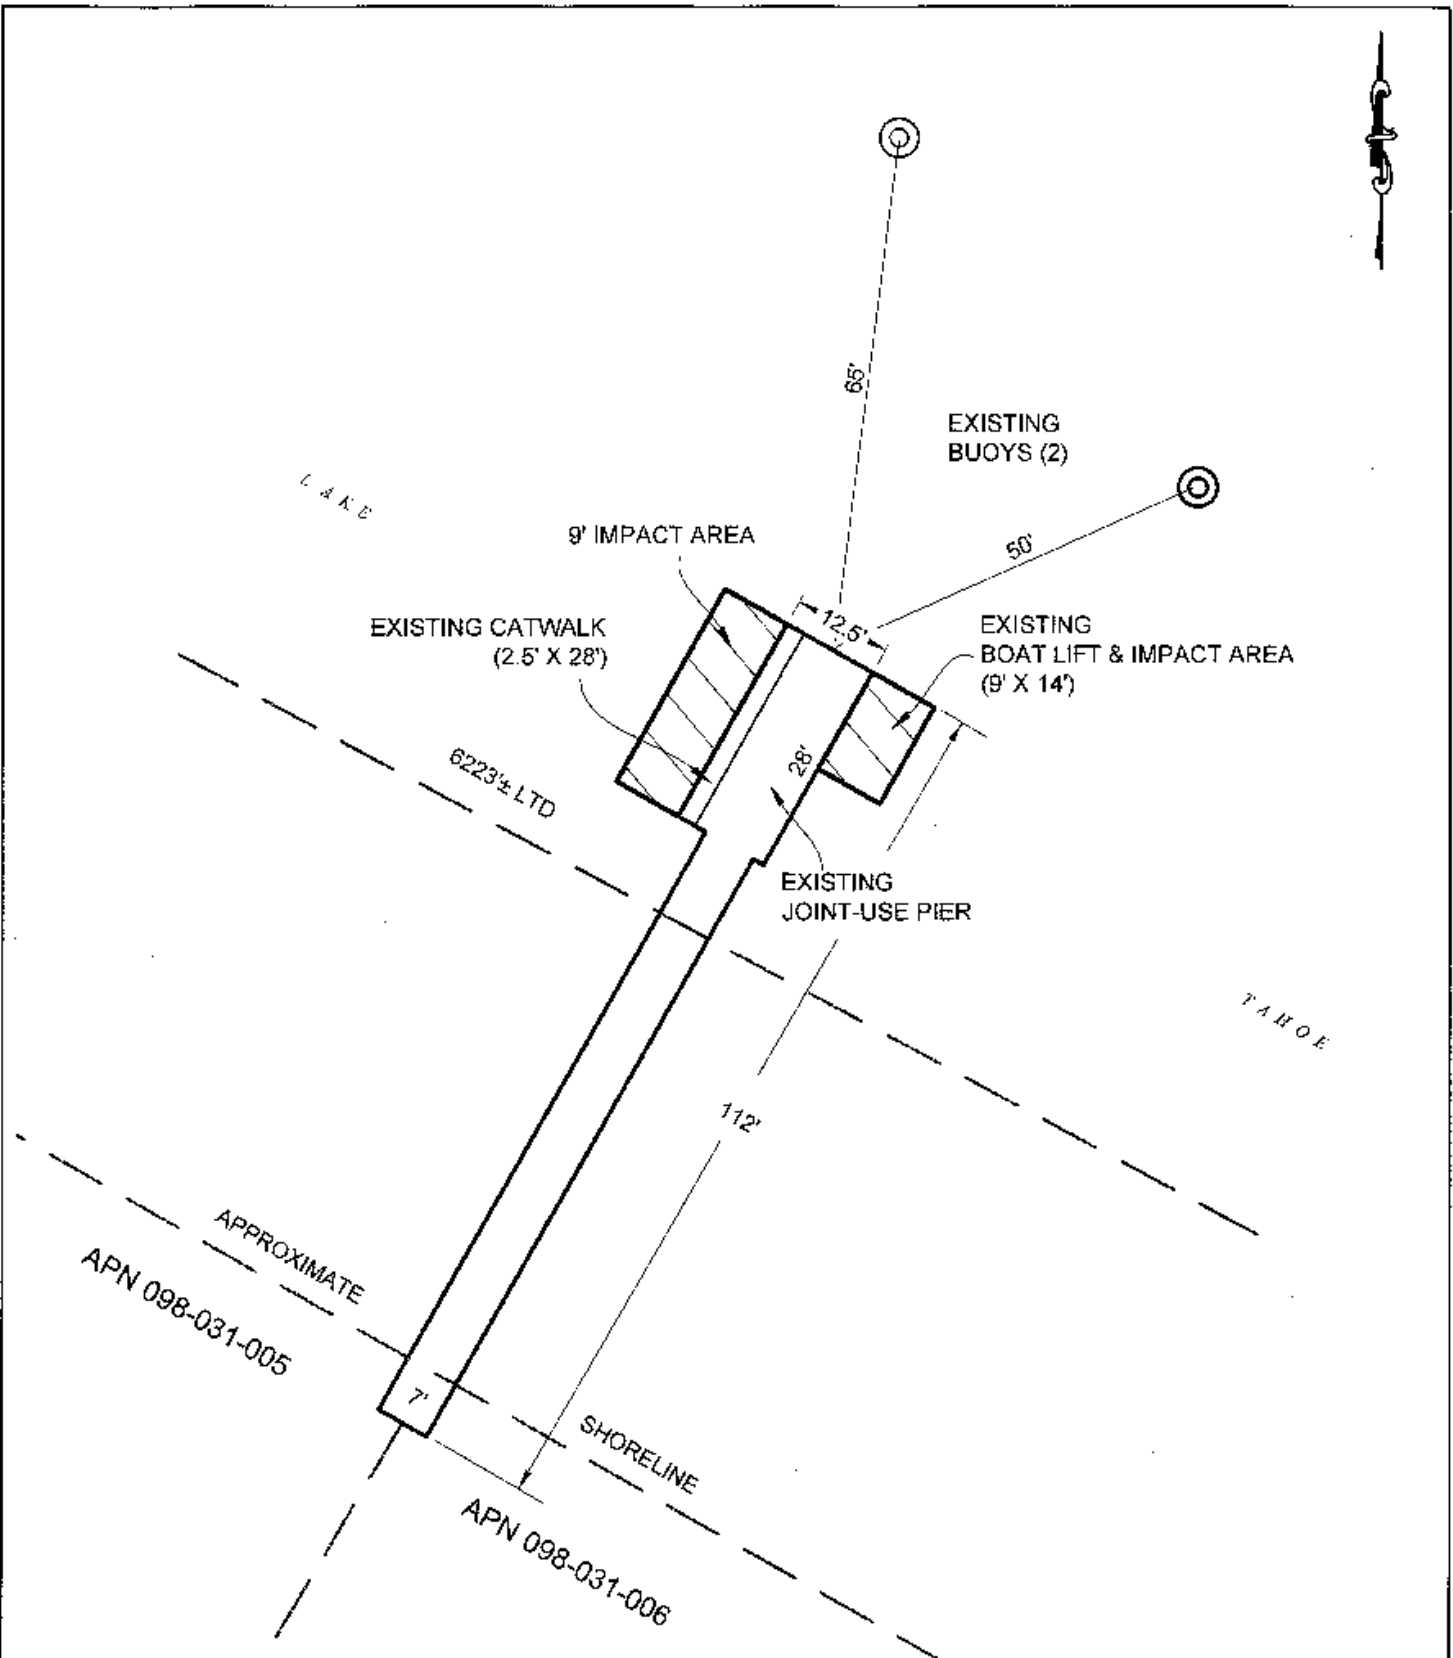 65'
EXISTING
BUOYS (2)
LAKE
50'
9' IMPACT AREA
12.5'
EXISTING CATWALK
(2.5' X 28')
EXISTING
BOAT LIFT & IMPACT AREA
(9' X 14')
28'
6223'± LTD
EXISTING
JOINT-USE PIER
TAHOE
112'
APPROXIMATE
APN 098-031-005
7'
SHORELINE
APN 098-031-006